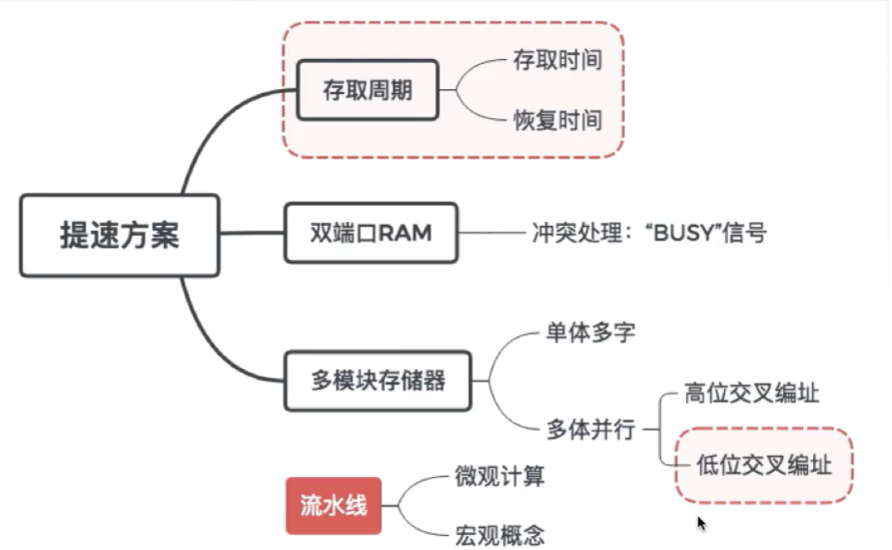 提速方案
存取周期
存取时间
恢复时间
双端口RAM
冲突处理：“BUSY”信号
多模块存储器
单体多字
多体并行
高位交叉编址
低位交叉编址
流水线
微观计算
宏观概念